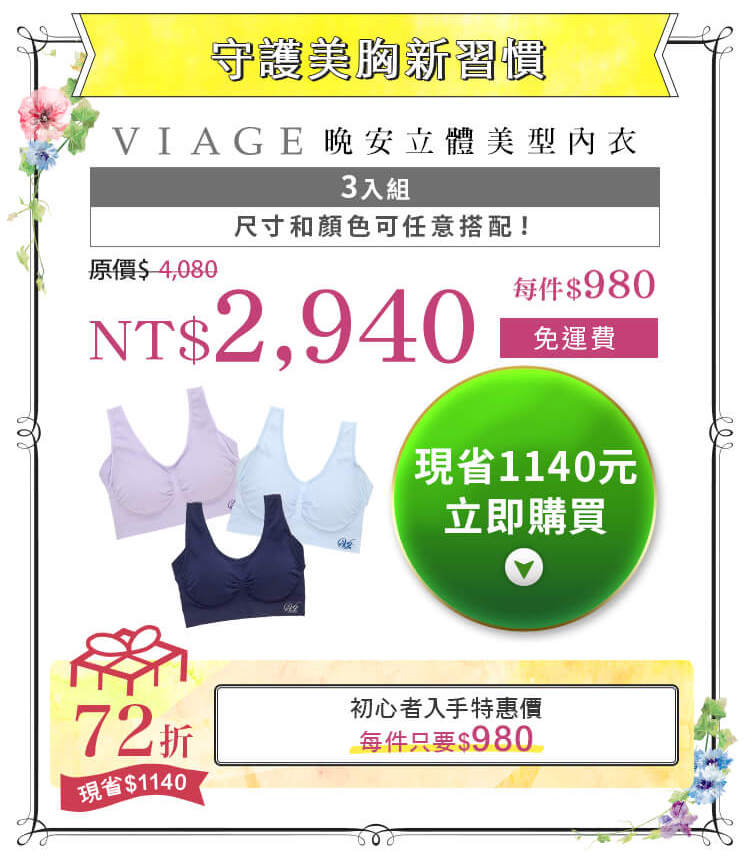 守護美胸新習慣
VIAGE 晚安立體美型內衣
3入組
尺寸和顏色可任意搭配！
原價$ 4,080
每件$980
NT$2,940
免運費
現省1140元
立即購買
72折
現省$1140
初心者入手特惠價
每件只要$980